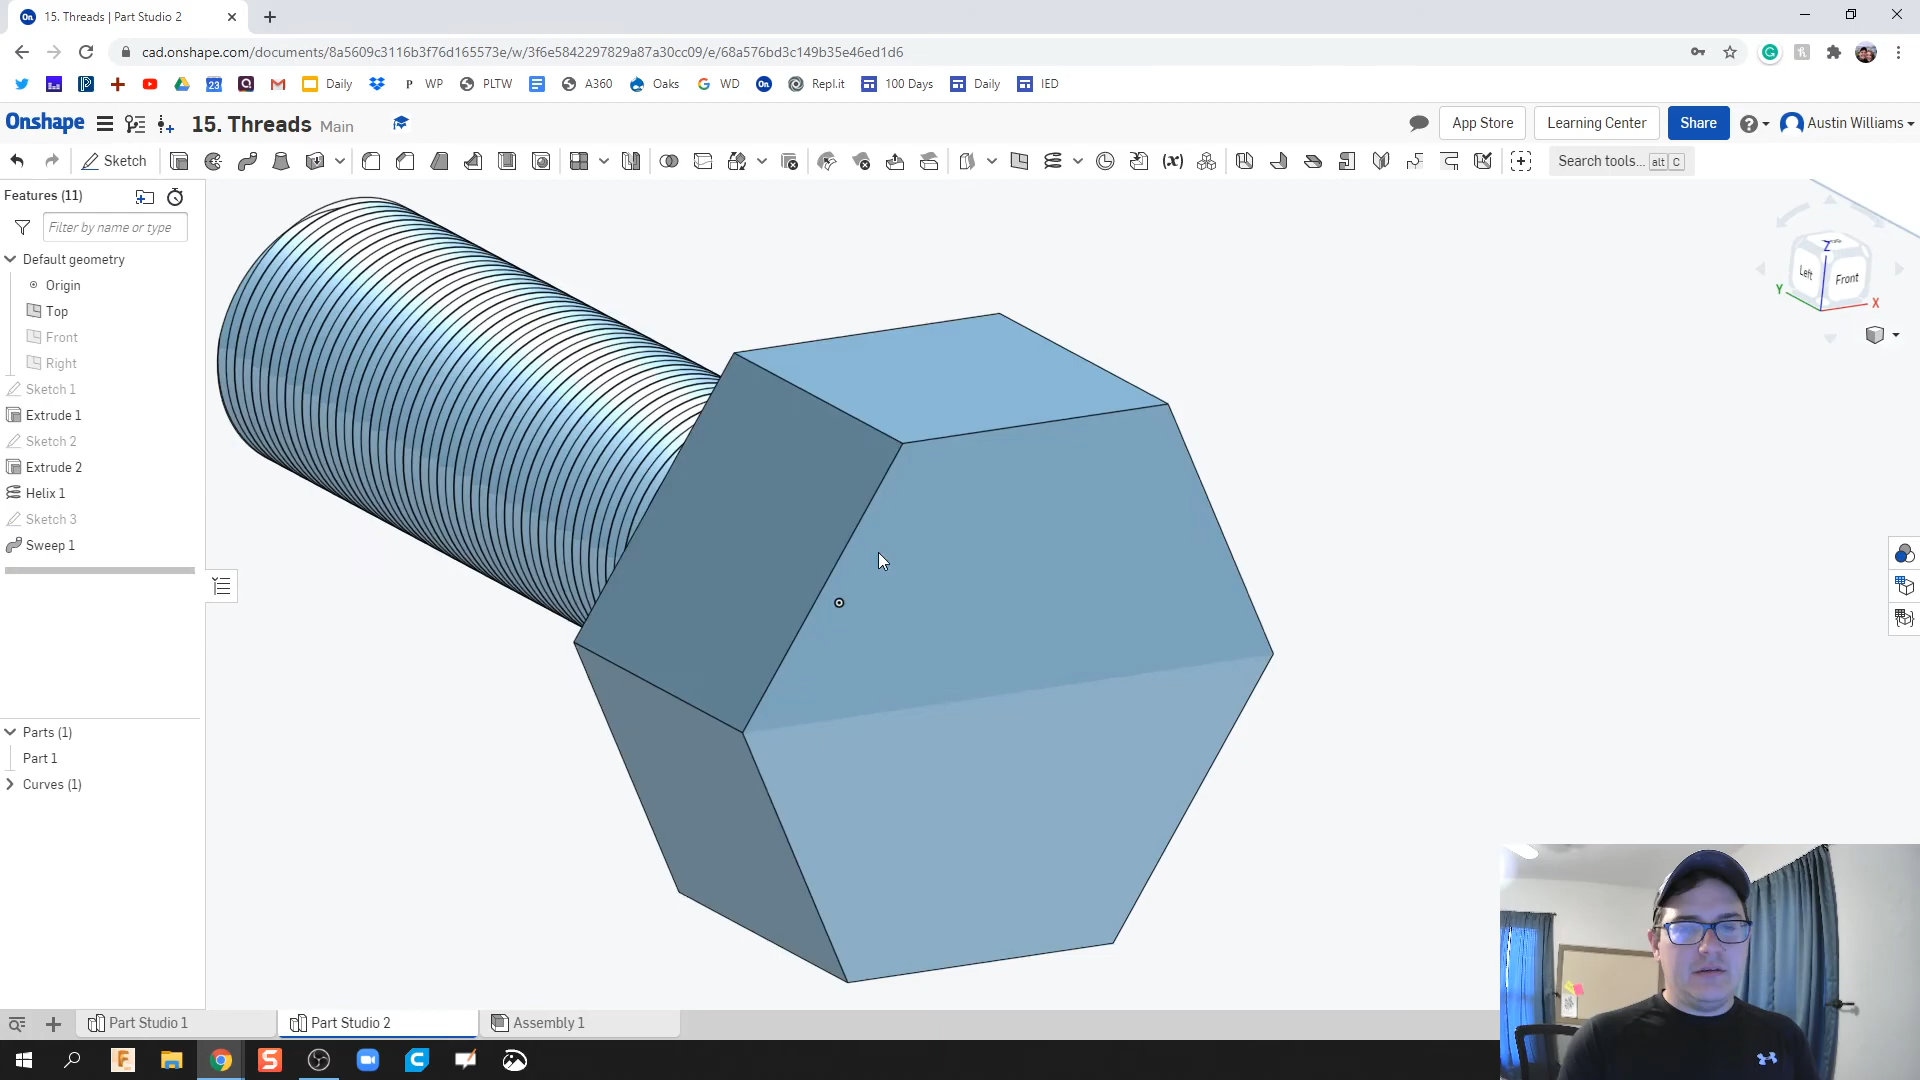 On 15. Threads | Part Studio 2
cad.onshape.com/documents/8a5609c3116b3f76d165573e/w/3f6e5842297829a87a30cc09/e/68a576bd3c149b35e46ed1d6
23 Daily P WP PLTW A360 Oaks G WD On Repl.it 100 Days Daily IED
Onshape 15. Threads Main App Store Learning Center Share Austin Williams
Sketch (x) Search tools... alt C
Features (11)
Filter by name or type
Default geometry
Origin
Top
Front
Right
Sketch 1
Extrude 1
Sketch 2
Extrude 2
Helix 1
Sketch 3
Sweep 1
Parts (1)
Part 1
Curves (1)
Z
Left Front
Y X
Part Studio 1 Part Studio 2 Assembly 1
F S C